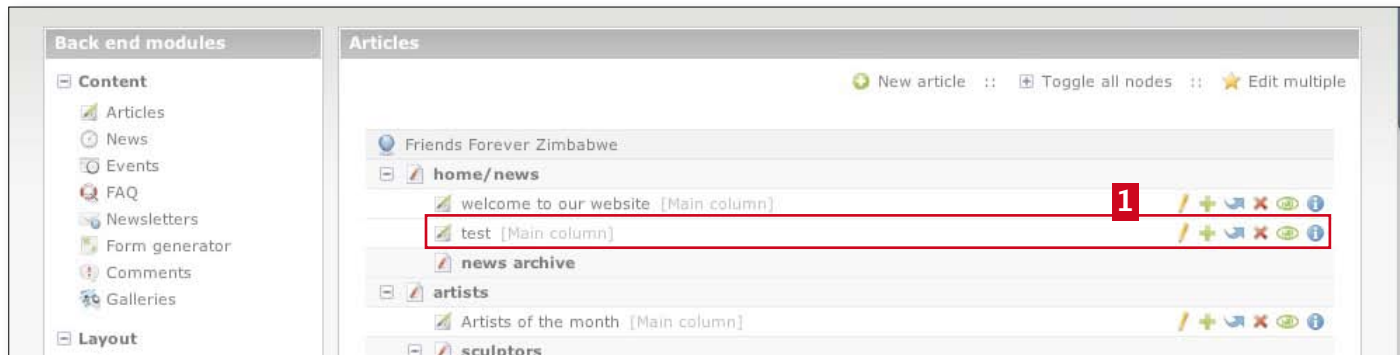 Back end modules
Content
Articles
News
Events
FAQ
Newsletters
Form generator
Comments
Galleries
Layout
Articles
New article :: Toggle all nodes :: Edit multiple
Friends Forever Zimbabwe
home/news
welcome to our website [Main column]
1
test [Main column]
news archive
artists
Artists of the month [Main column]
sculptors